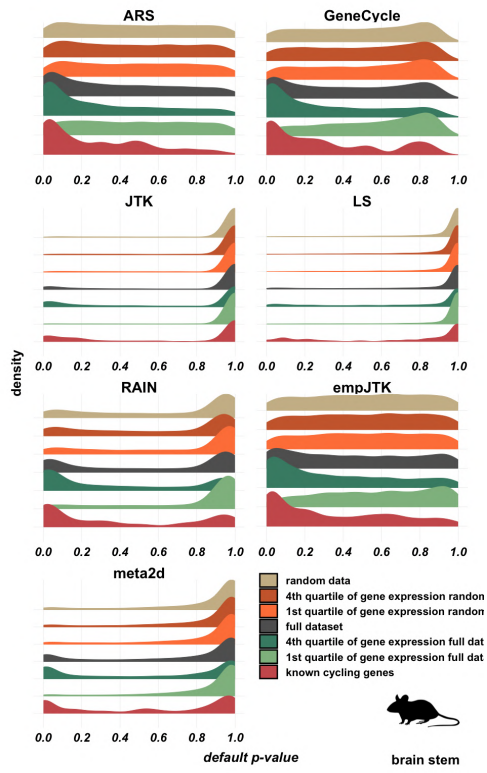 ARS
GeneCycle
0.0 0.2 0.4 0.6 0.8 1.0
0.0 0.2 0.4 0.6 0.8 1.0
JTK
LS
0.0 0.2 0.4 0.6 0.8 1.0
0.0 0.2 0.4 0.6 0.8 1.0
density
RAIN
empJTK
0.0 0.2 0.4 0.6 0.8 1.0
0.0 0.2 0.4 0.6 0.8 1.0
meta2d
0.0 0.2 0.4 0.6 0.8 1.0
default p-value
random data
4th quartile of gene expression random
1st quartile of gene expression random
full dataset
4th quartile of gene expression full dat
1st quartile of gene expression full dat
known cycling genes
brain stem